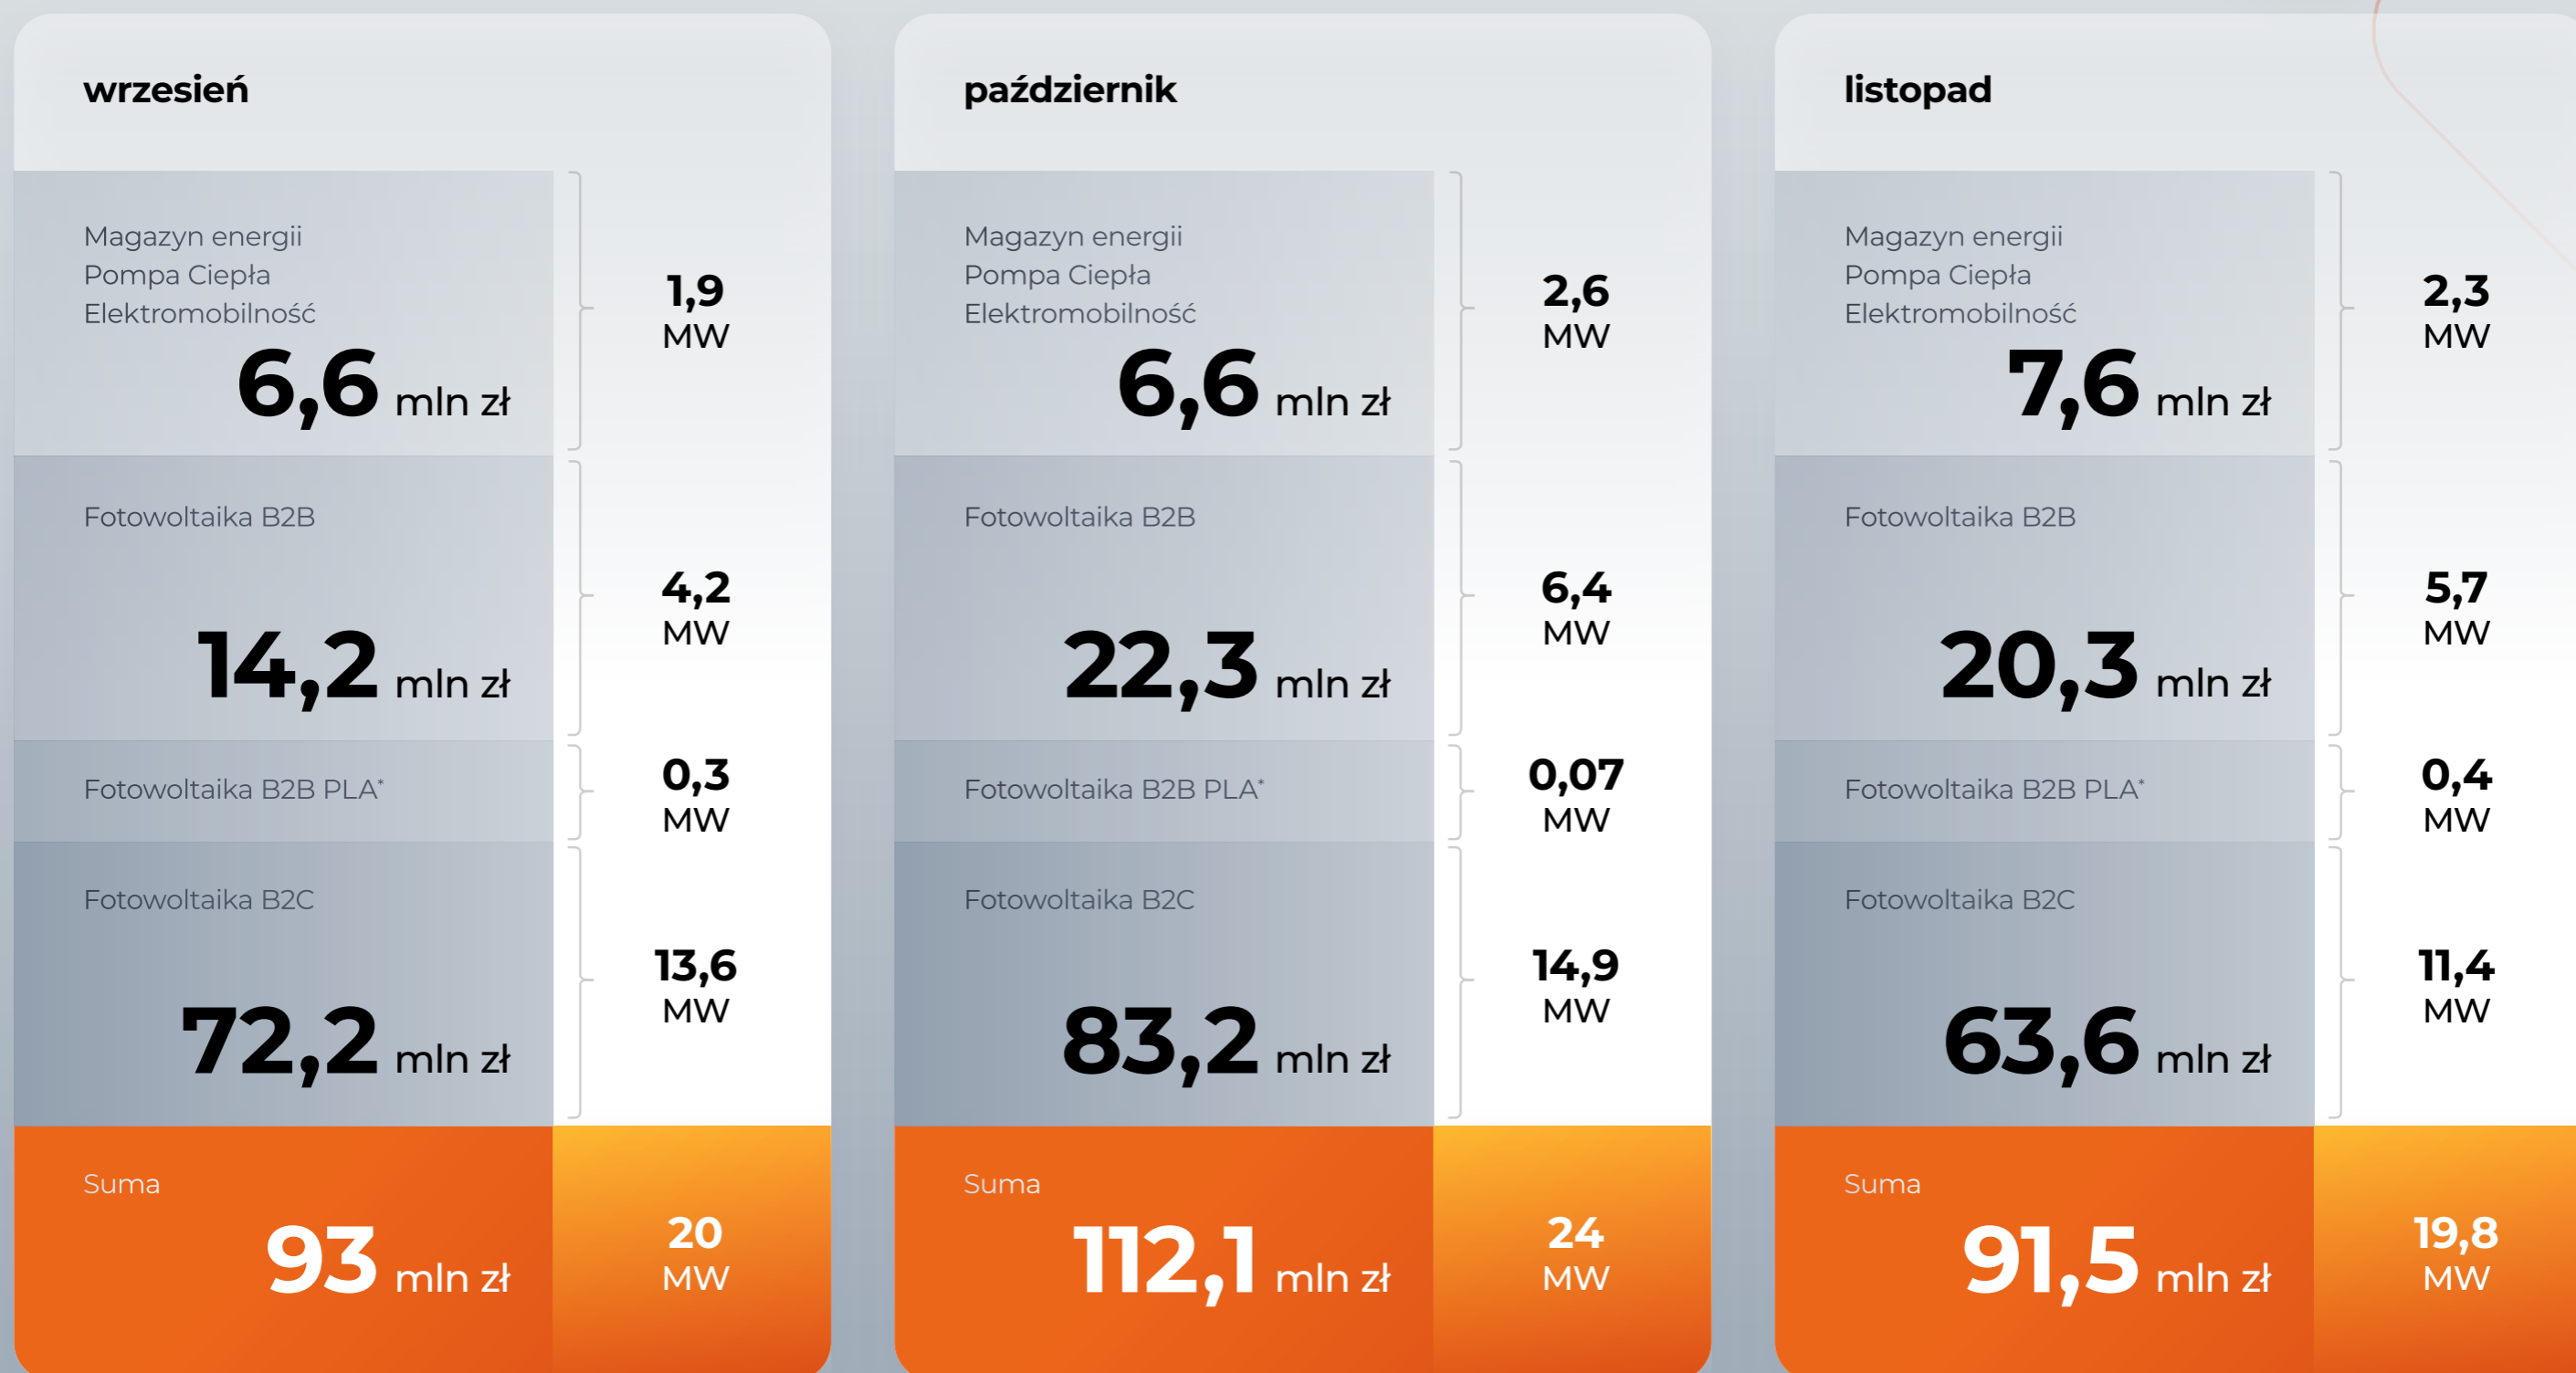 wrzesień
Magazyn energii
Pompa Ciepła
Elektromobilność
6,6 mln zł
1,9
MW
Fotowoltaika B2B
14,2 mln zł
4,2
MW
Fotowoltaika B2B PLA*
0,3
MW
Fotowoltaika B2C
72,2 mln zł
13,6
MW
Suma
93 mln zł
20
MW
październik
Magazyn energii
Pompa Ciepła
Elektromobilność
6,6 mln zł
2,6
MW
Fotowoltaika B2B
22,3 mln zł
6,4
MW
Fotowoltaika B2B PLA*
0,07
MW
Fotowoltaika B2C
83,2 mln zł
14,9
MW
Suma
112,1 mln zł
24
MW
listopad
Magazyn energii
Pompa Ciepła
Elektromobilność
7,6 mln zł
2,3
MW
Fotowoltaika B2B
20,3 mln zł
5,7
MW
Fotowoltaika B2B PLA*
0,4
MW
Fotowoltaika B2C
63,6 mln zł
11,4
MW
Suma
91,5 mln zł
19,8
MW